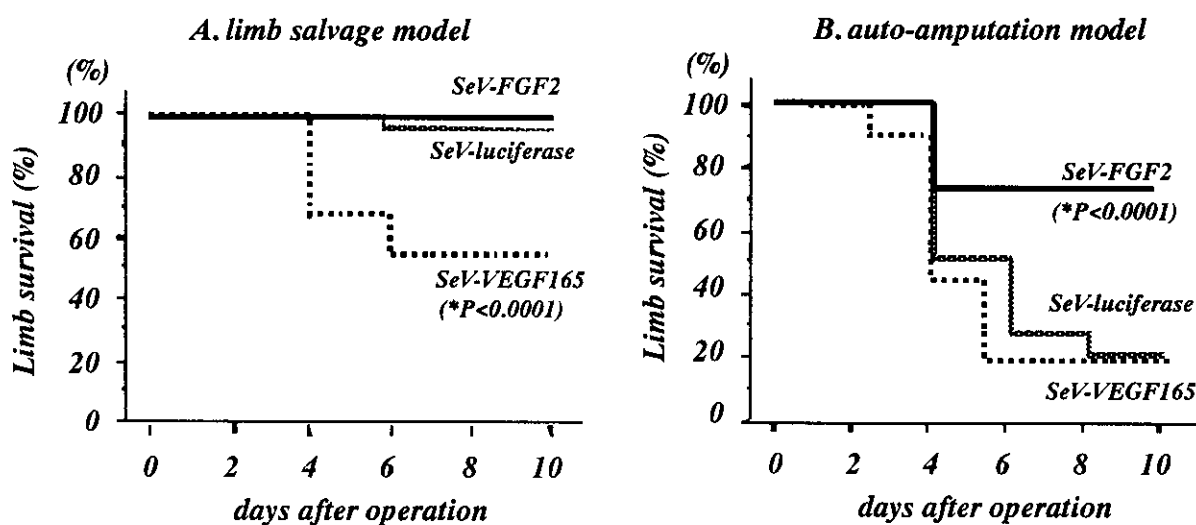 A. limb salvage model
(%)
Limb survival (%)
100
80
60
40
20
0
SeV-FGF2
SeV-luciferase
SeV-VEGF165
(*P<0.0001)
0 2 4 6 8 10
days after operation
B. auto-amputation model
(%)
Limb survival (%)
100
80
60
40
20
0
SeV-FGF2
(*P<0.0001)
SeV-luciferase
SeV-VEGF165
0 2 4 6 8 10
days after operation